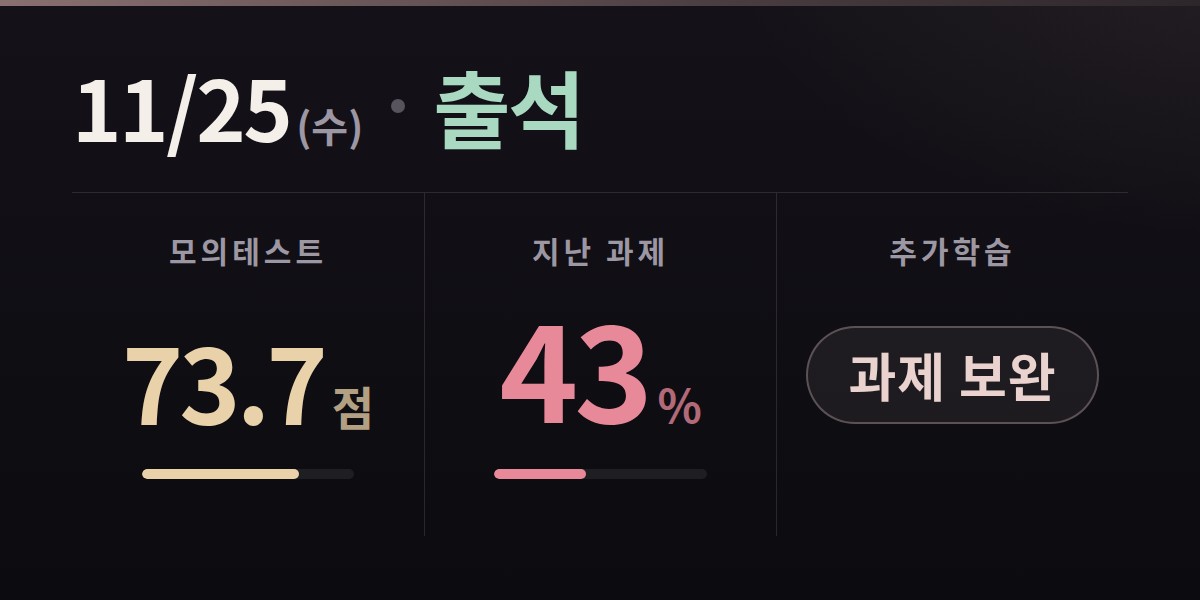 11/25(수) · 출석
모의테스트
73.7점
지난 과제
43%
추가학습
과제 보완